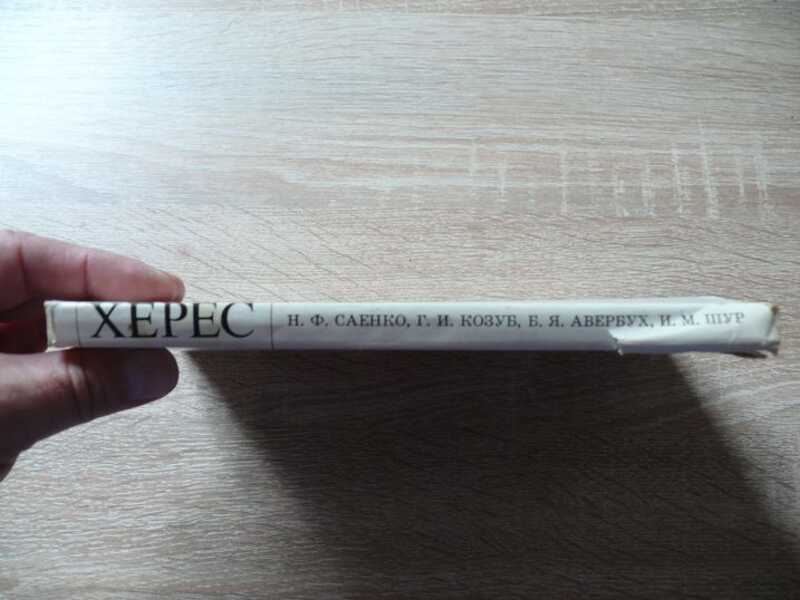 ХЕРЕС
Н. Ф. САЕНКО, Г. И. КОЗУБ, Б. Я. АВЕРБУХ, И. М. ШУР